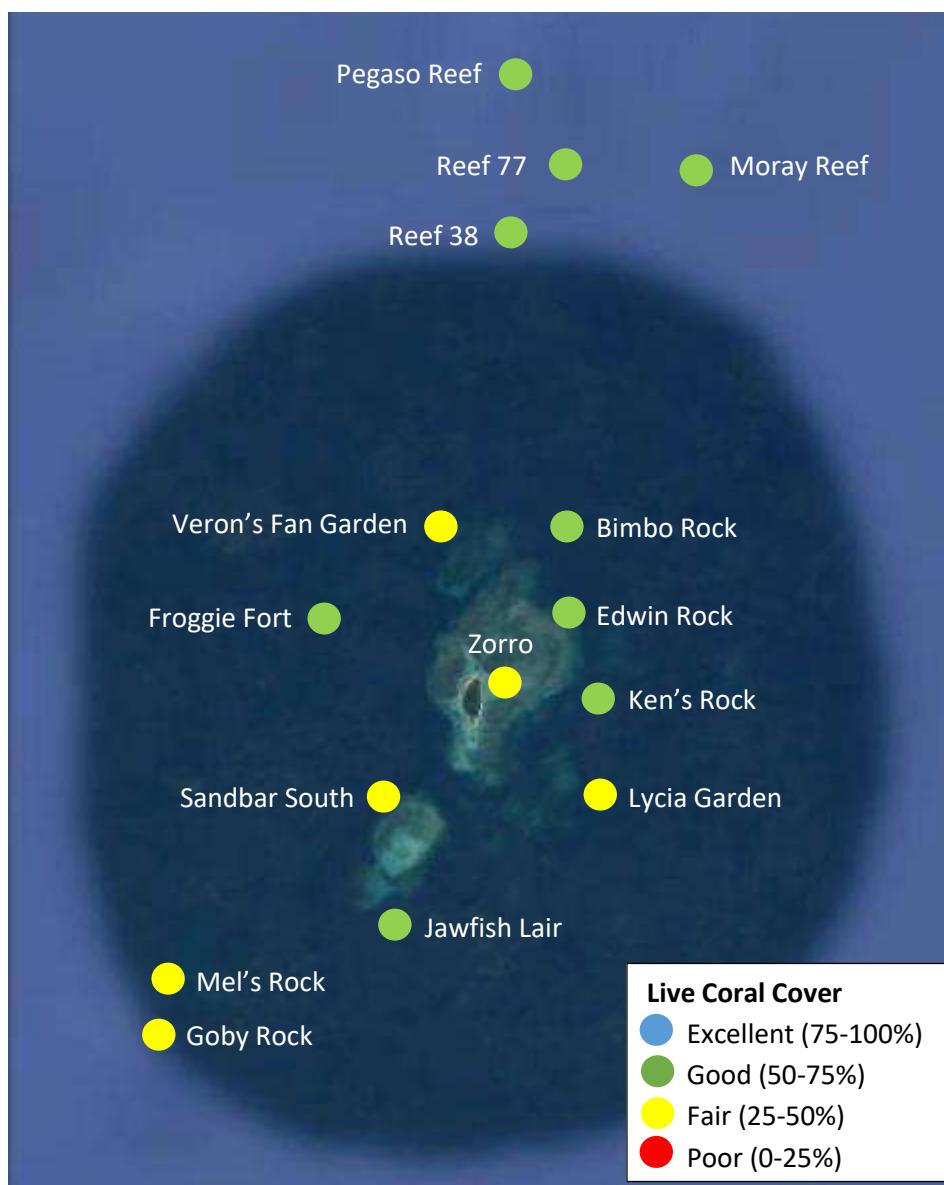 Pegaso Reef
Reef 77
Moray Reef
Reef 38
Veron’s Fan Garden
Bimbo Rock
Froggie Fort
Edwin Rock
Zorro
Ken’s Rock
Sandbar South
Lycia Garden
Jawfish Lair
Mel’s Rock
Goby Rock
Live Coral Cover
Excellent (75-100%)
Good (50-75%)
Fair (25-50%)
Poor (0-25%)